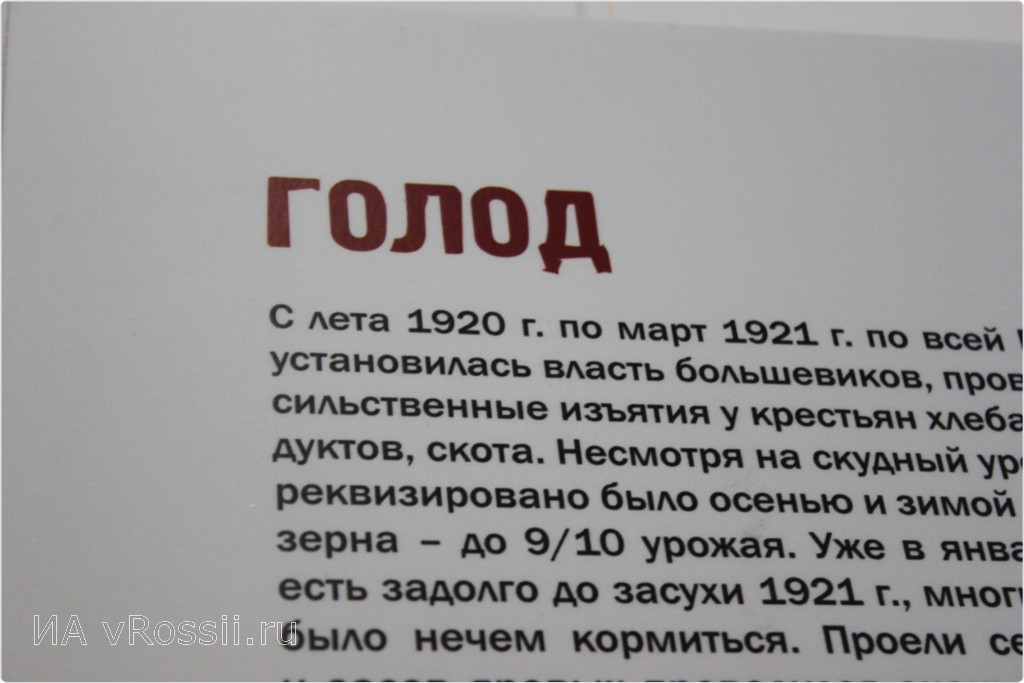 ГОЛОД
С лета 1920 г. по март 1921 г. по всей
установилась власть большевиков, пров
сильственные изъятия у крестьян хлеба
дуктов, скота. Несмотря на скудный уро
реквизировано было осенью и зимой
зерна – до 9/10 урожая. Уже в янва
есть задолго до засухи 1921 г., мног
было нечем кормиться. Проели се
ИА vRossii.ru